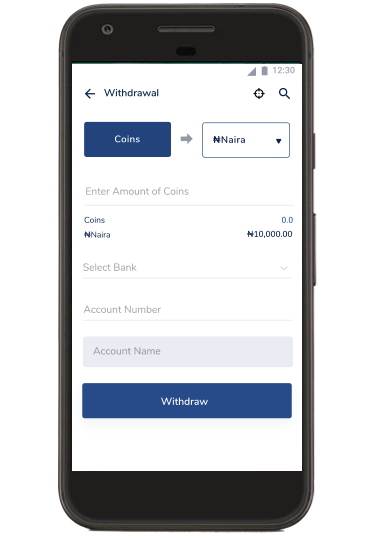 12:30
Withdrawal
Coins ₦Naira
Enter Amount of Coins
Coins 0.0
₦Naira ₦10,000.00
Select Bank
Account Number
Account Name
Withdraw